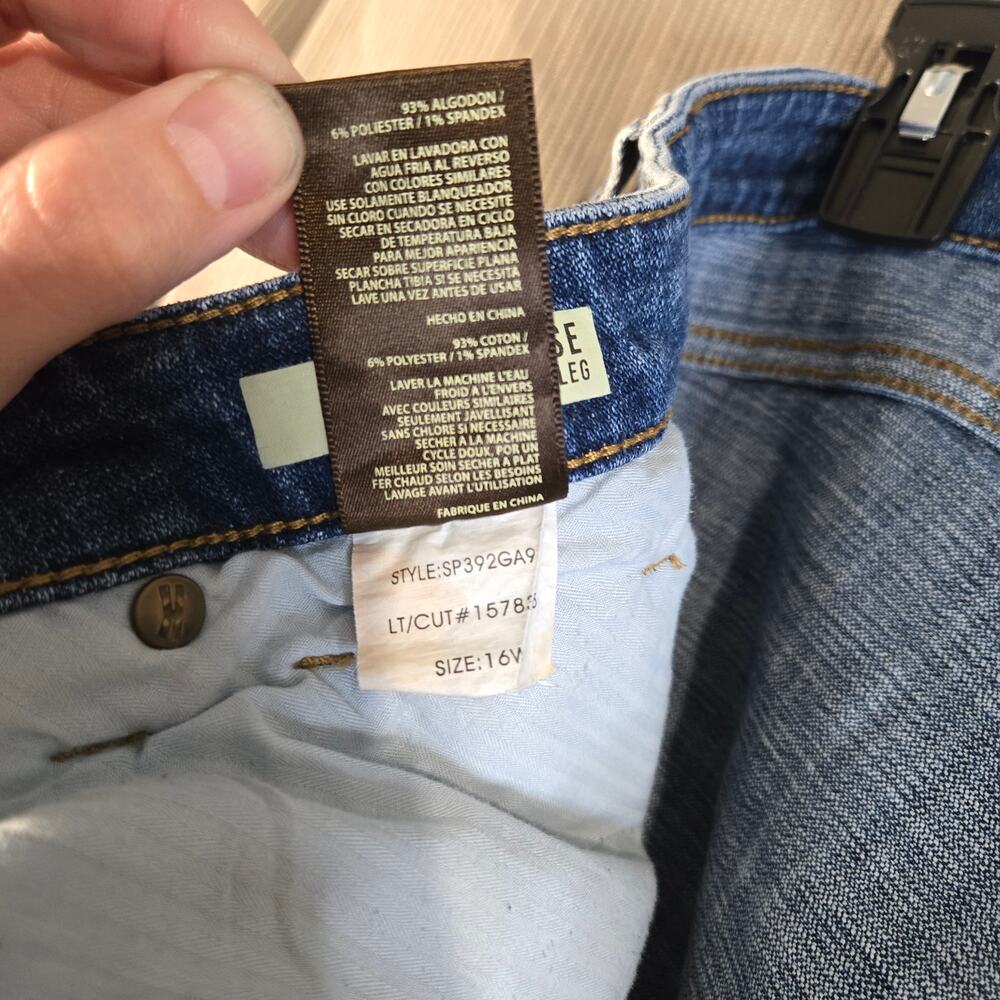 93% ALGODON /
6% POLIESTER / 1% SPANDEX
LAVAR EN LAVADORA CON
AGUA FRIA AL REVERSO
CON COLORES SIMILARES
USE SOLAMENTE BLANQUEADOR
SIN CLORO CUANDO SE NECESITE
SECAR EN SECADORA EN CICLO
DE TEMPERATURA BAJA
PARA MEJOR APARIENCIA
SECAR SOBRE SUPERFICIE PLANA
PLANCHA TIBIA SI SE NECESITA
LAVE UNA VEZ ANTES DE USAR
HECHO EN CHINA
93% COTON /
6% POLYESTER / 1% SPANDEX
LAVER LA MACHINE L'EAU
FROID A L'ENVERS
AVEC COULEURS SIMILAIRES
SEULEMENT JAVELLISANT
SANS CHLORE SI NECESSAIRE
SECHER A LA MACHINE
CYCLE DOUX, POR UN
MEILLEUR SOIN SECHER A PLAT
FER CHAUD SELON LES BESOINS
LAVAGE AVANT L'UTILISATION
FABRIQUE EN CHINA
SE
LEG
STYLE:SP392GA9
LT/CUT#15783
SIZE:16W